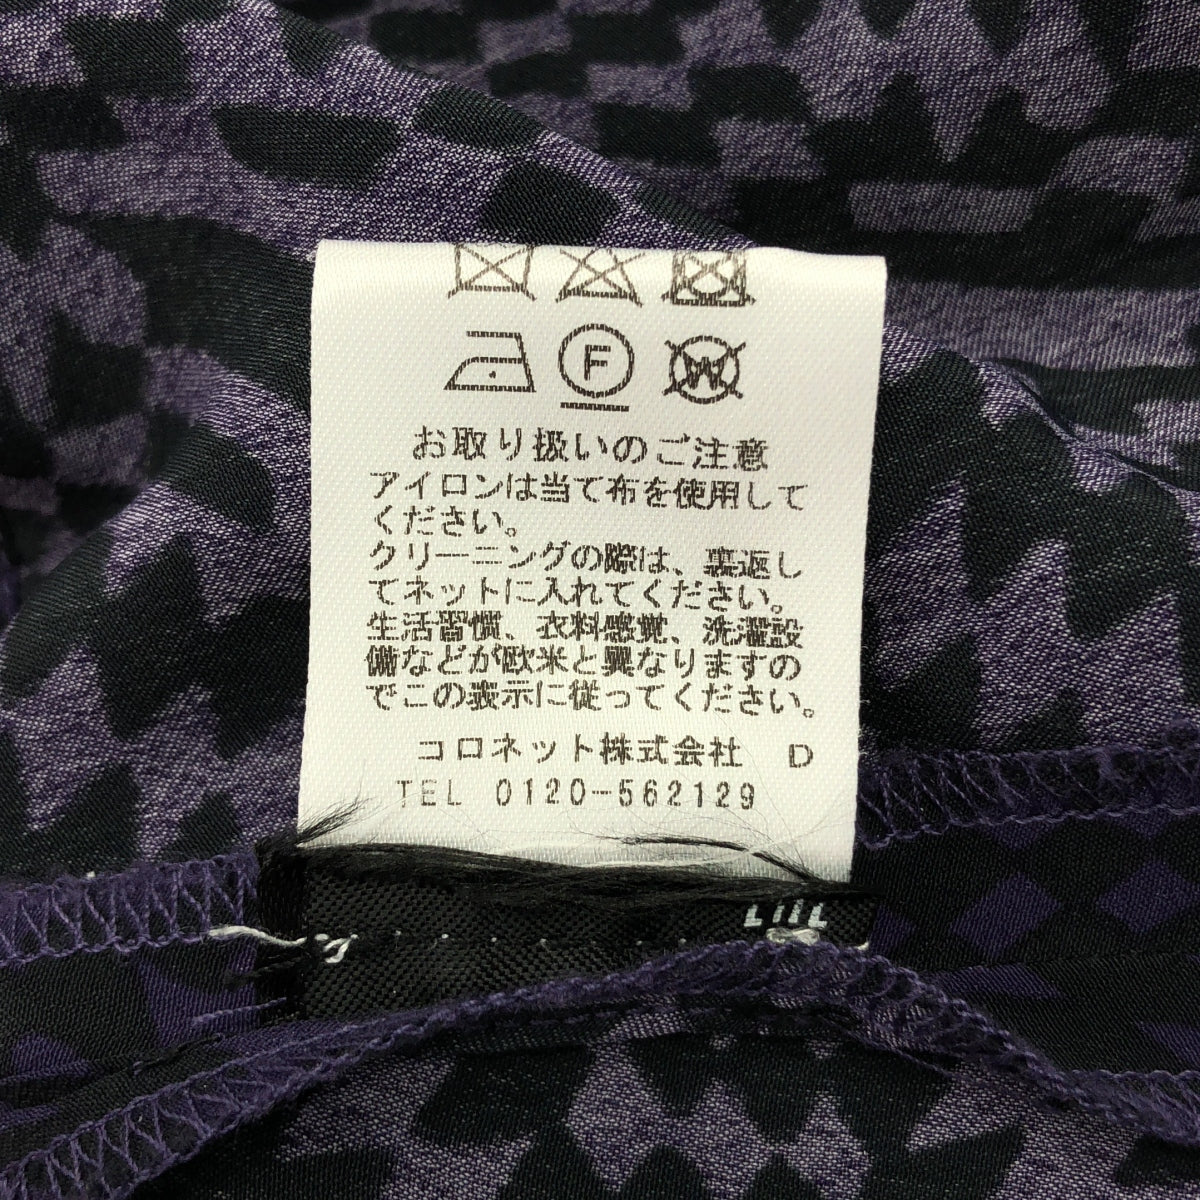 F W
お取り扱いのご注意
アイロンは当て布を使用して
ください。
クリーニングの際は、裏返し
てネットに入れてください。
生活習慣、衣料感覚、洗濯設
備などが欧米と異なりますの
でこの表示に従ってください。
コロネット株式会社 D
TEL 0120-562129